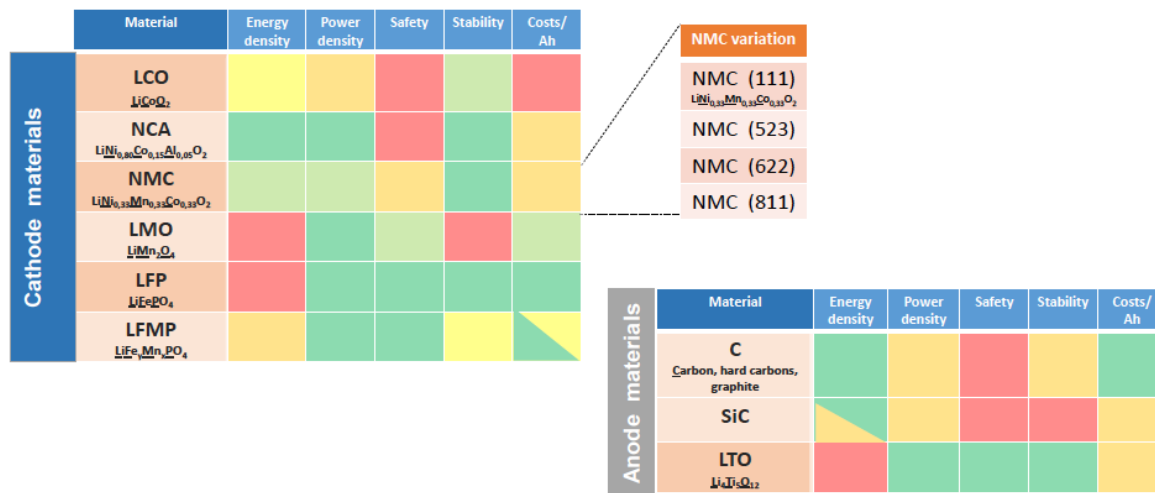 Material
Energy density
Power density
Safety
Stability
Costs/ Ah
Cathode materials
LCO
LiCoO₂
NCA
LiNi₀,₈₀Co₀,₁₅Al₀,₀₅O₂
NMC
LiNi₀,₃₃Mn₀,₃₃Co₀,₃₃O₂
LMO
LiMn₂O₄
LFP
LiFePO₄
LFMP
LiFeᵧMnₓPO₄
NMC variation
NMC (111)
LiNi₀,₃₃Mn₀,₃₃Co₀,₃₃O₂
NMC (523)
NMC (622)
NMC (811)
Anode materials
Material
Energy density
Power density
Safety
Stability
Costs/ Ah
C
Carbon, hard carbons,
graphite
SiC
LTO
Li₄Ti₅O₁₂